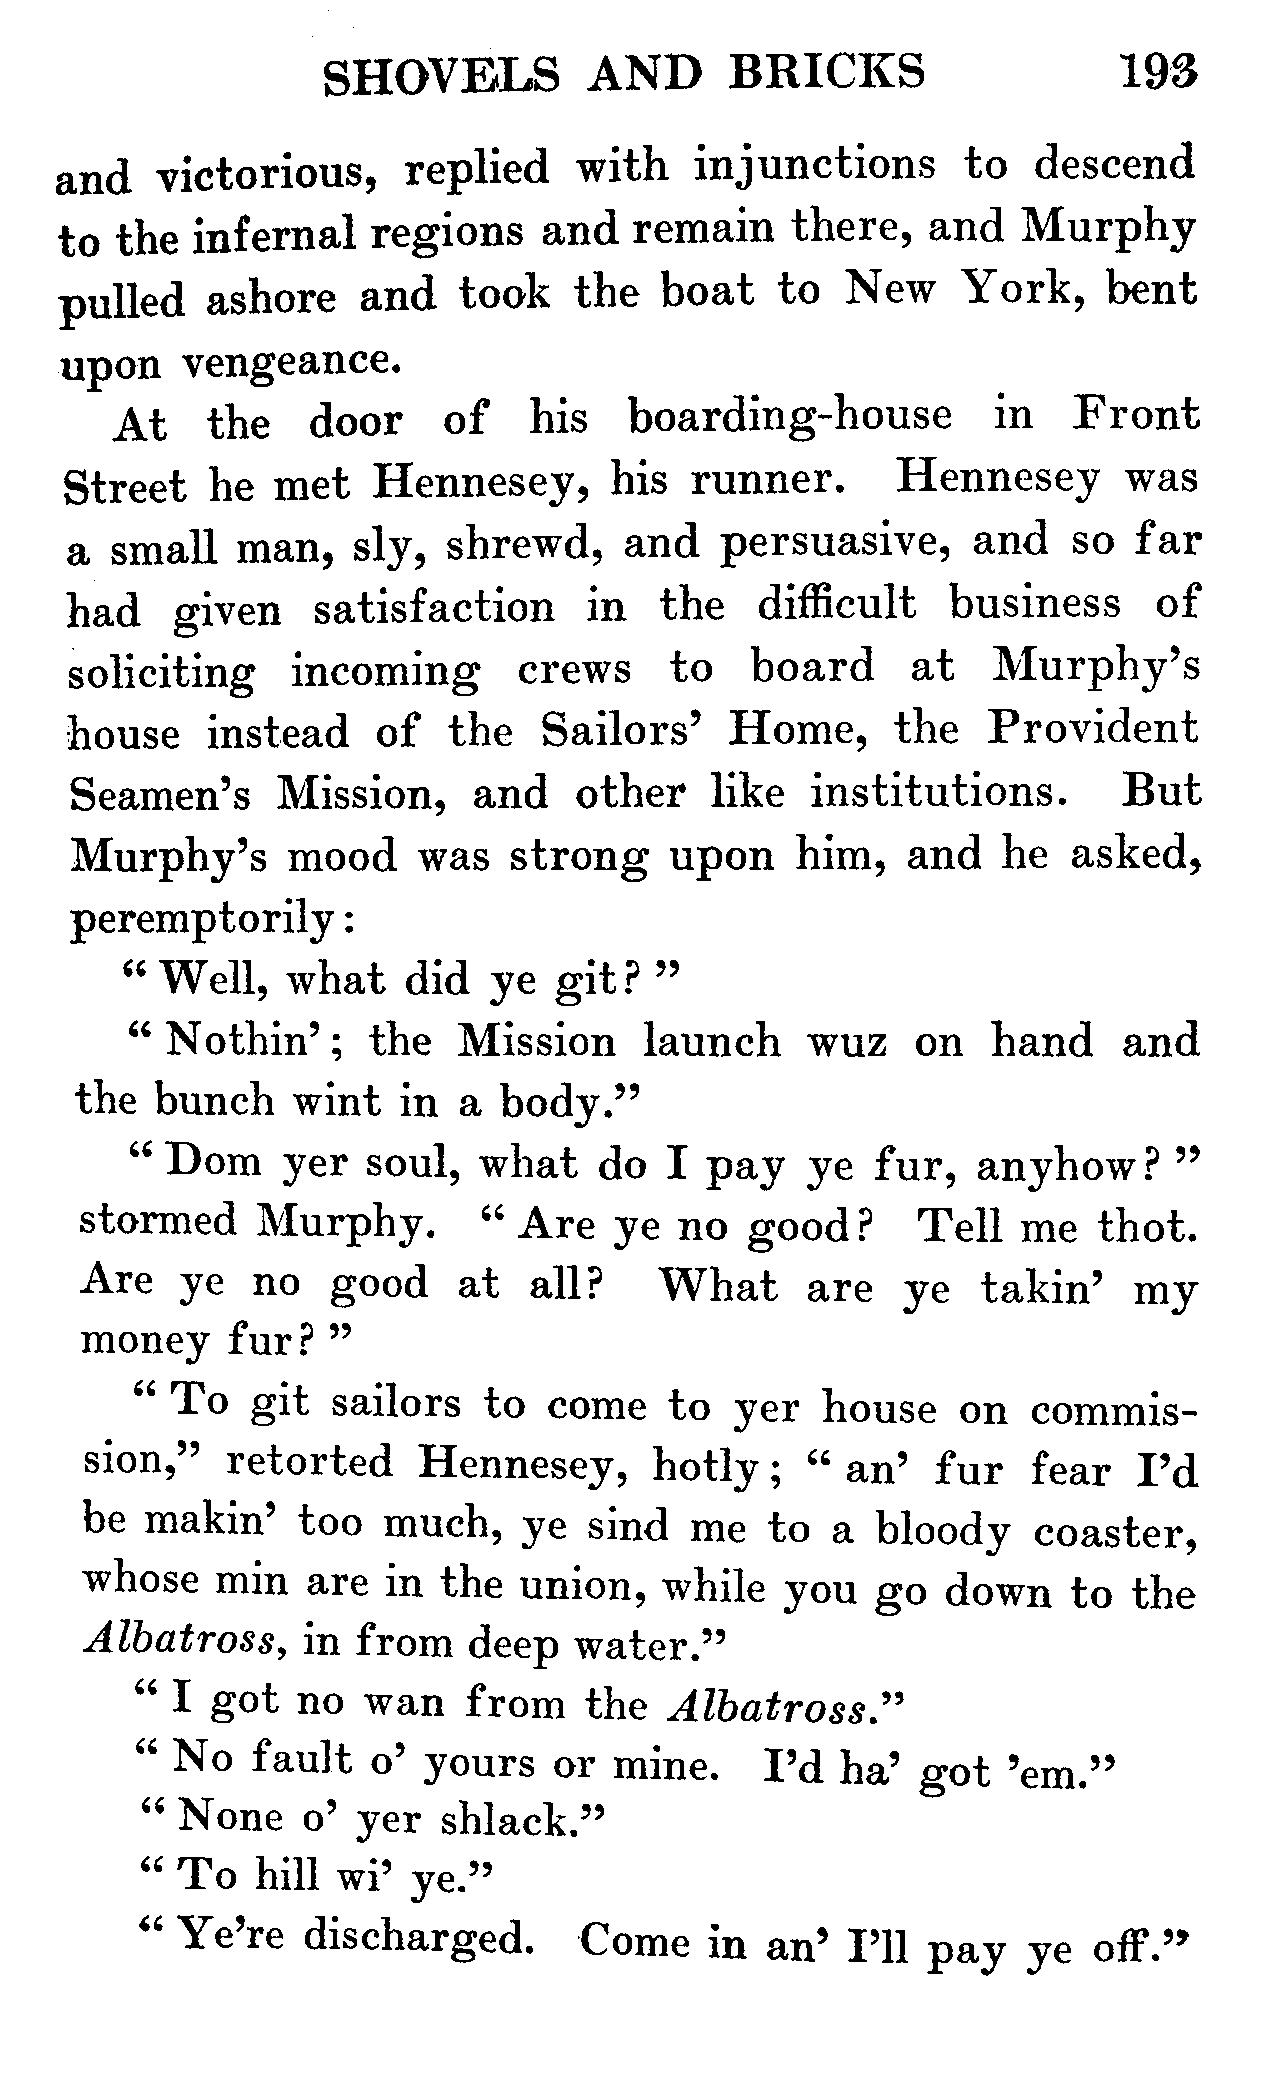 SHOVELS AND BRICKS 193
and victorious, replied with injunctions to descend
to the infernal regions and remain there, and Murphy
pulled ashore and took the boat to New York, bent
upon vengeance.
At the door of his boarding-house in Front
Street he met Hennesey, his runner. Hennesey was
a small man, sly, shrewd, and persuasive, and so far
had given satisfaction in the difficult business of
soliciting incoming crews to board at Murphy’s
house instead of the Sailors’ Home, the Provident
Seamen’s Mission, and other like institutions. But
Murphy’s mood was strong upon him, and he asked,
peremptorily:
“ Well, what did ye git? ”
“ Nothin’; the Mission launch wuz on hand and
the bunch wint in a body.”
“ Dom yer soul, what do I pay ye fur, anyhow? ”
stormed Murphy. “ Are ye no good? Tell me thot.
Are ye no good at all? What are ye takin’ my
money fur? ”
“ To git sailors to come to yer house on commis-
sion,” retorted Hennesey, hotly; “ an’ fur fear I’d
be makin’ too much, ye sind me to a bloody coaster,
whose min are in the union, while you go down to the
Albatross, in from deep water.”
“ I got no wan from the Albatross.”
“ No fault o’ yours or mine. I’d ha’ got ’em.”
“ None o’ yer shlack.”
“ To hill wi’ ye.”
“ Ye’re discharged. Come in an’ I’ll pay ye off.”